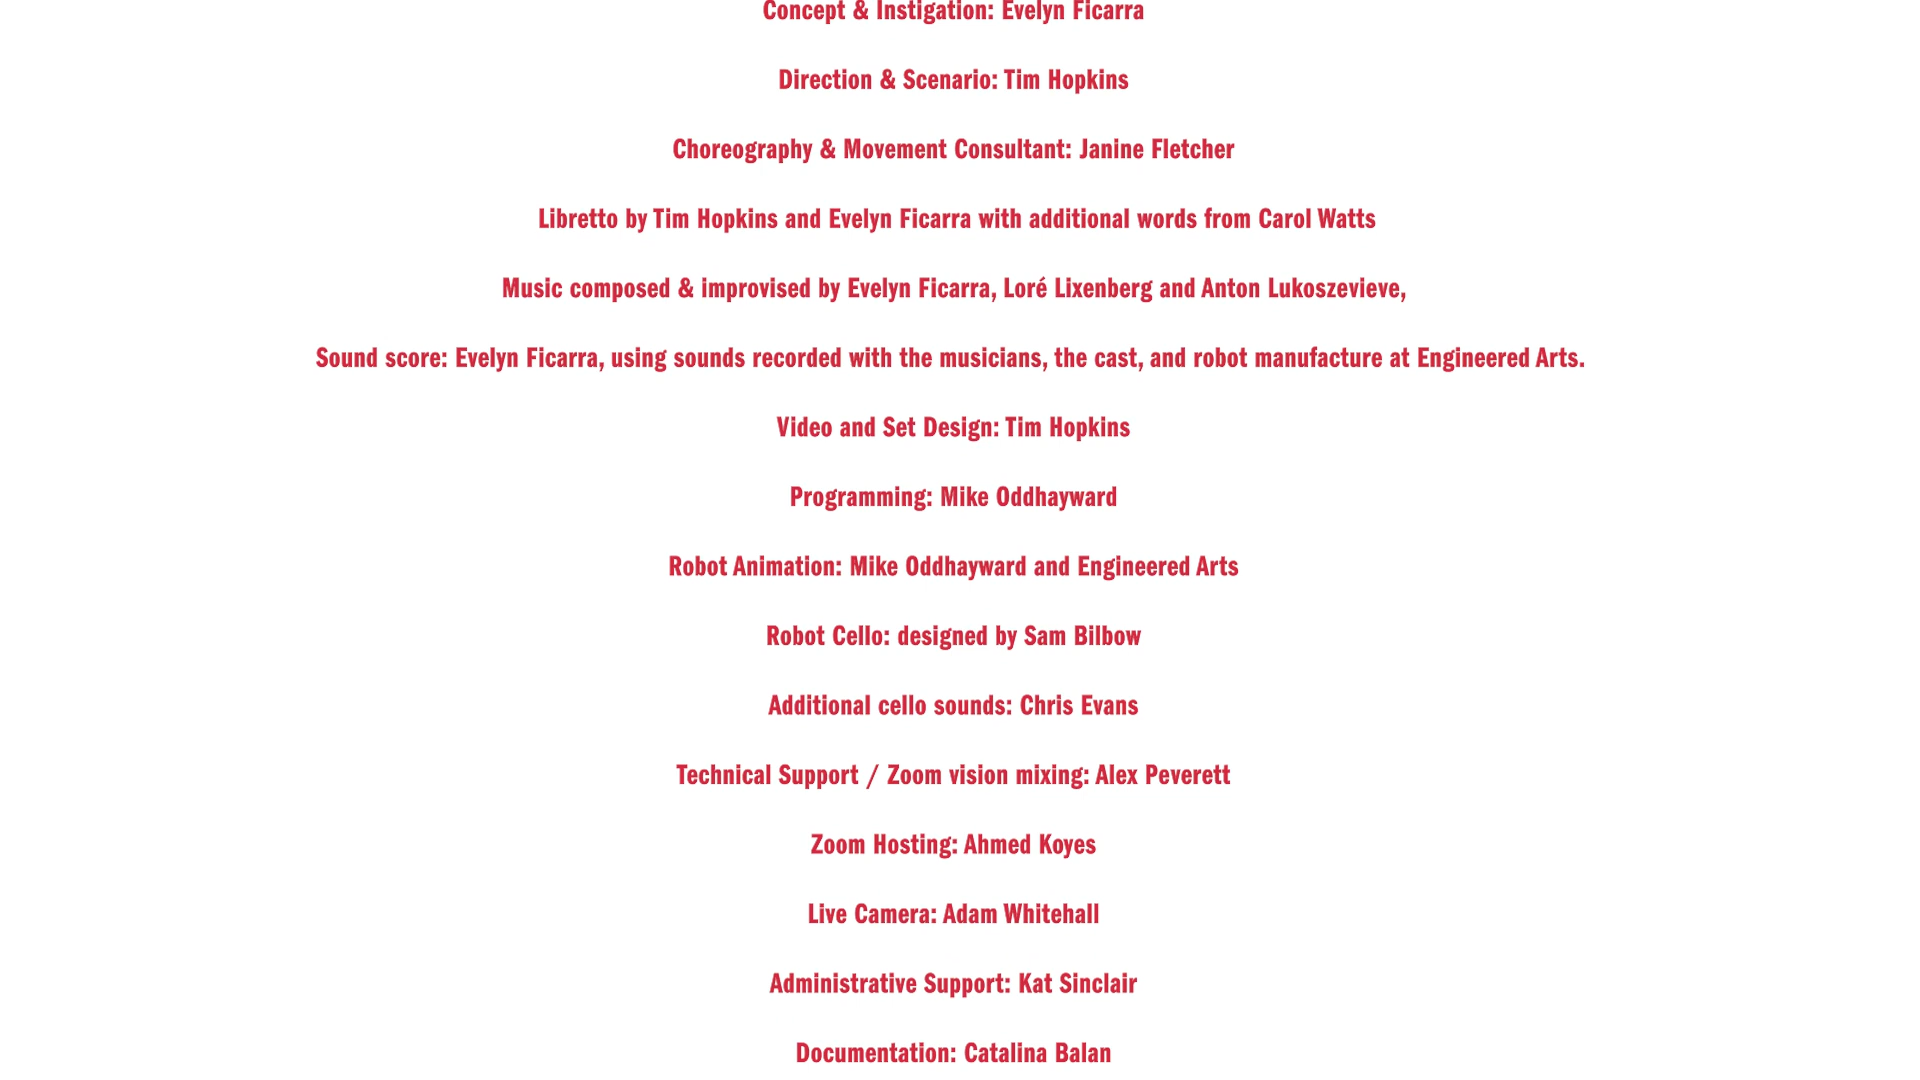 Concept & Instigation: Evelyn Ficarra
Direction & Scenario: Tim Hopkins
Choreography & Movement Consultant: Janine Fletcher
Libretto by Tim Hopkins and Evelyn Ficarra with additional words from Carol Watts
Music composed & improvised by Evelyn Ficarra, Loré Lixenberg and Anton Lukoszevieve,
Sound score: Evelyn Ficarra, using sounds recorded with the musicians, the cast, and robot manufacture at Engineered Arts.
Video and Set Design: Tim Hopkins
Programming: Mike Oddhayward
Robot Animation: Mike Oddhayward and Engineered Arts
Robot Cello: designed by Sam Bilbow
Additional cello sounds: Chris Evans
Technical Support / Zoom vision mixing: Alex Peverett
Zoom Hosting: Ahmed Koyes
Live Camera: Adam Whitehall
Administrative Support: Kat Sinclair
Documentation: Catalina Balan